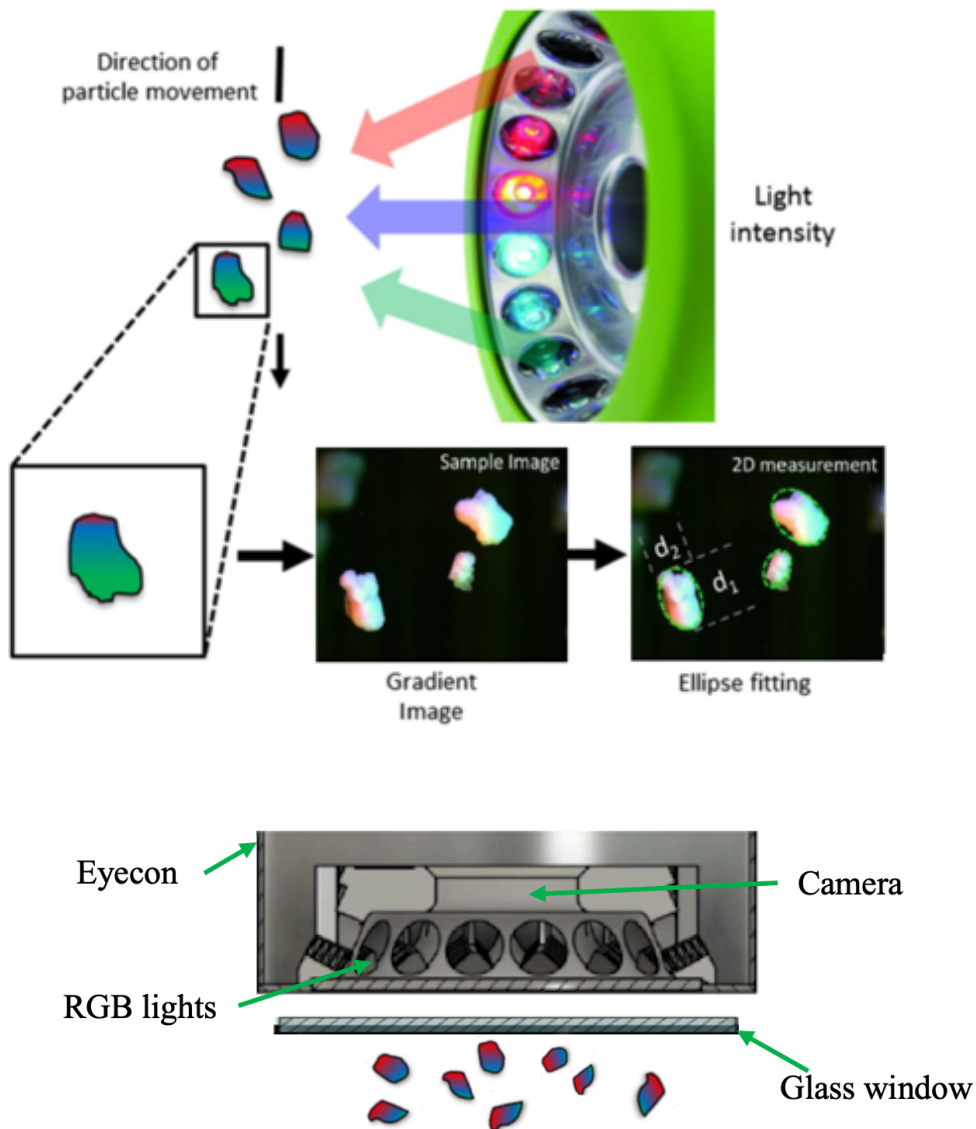 Direction of
particle movement
Light
intensity
Sample Image
2D measurement
d₂
d₁
Gradient
Image
Ellipse fitting
Eyecon
Camera
RGB lights
Glass window